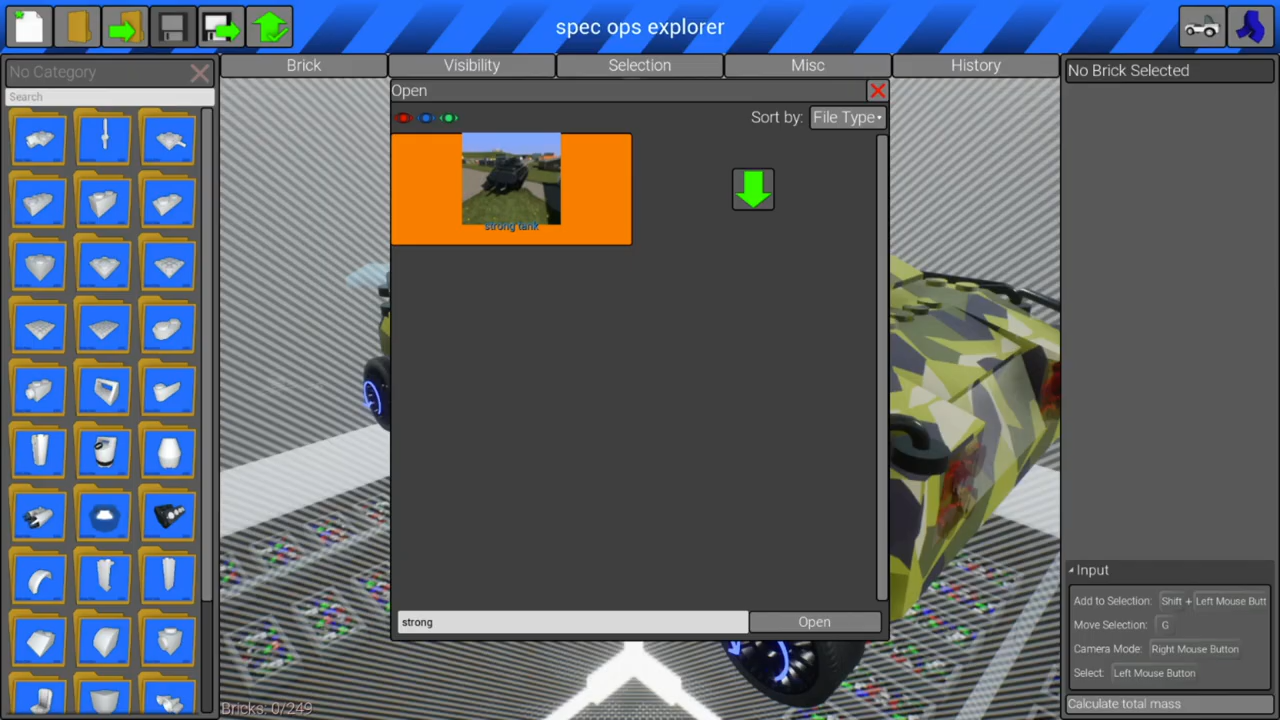 spec ops explorer
No Category
Search
Brick
Visibility
Selection
Misc
History
No Brick Selected
Open
Sort by: File Type
strong tank
strong
Open
Bricks: 0/249
Input
Add to Selection: Shift + Left Mouse Butt
Move Selection: G
Camera Mode: Right Mouse Button
Select: Left Mouse Button
Calculate total mass